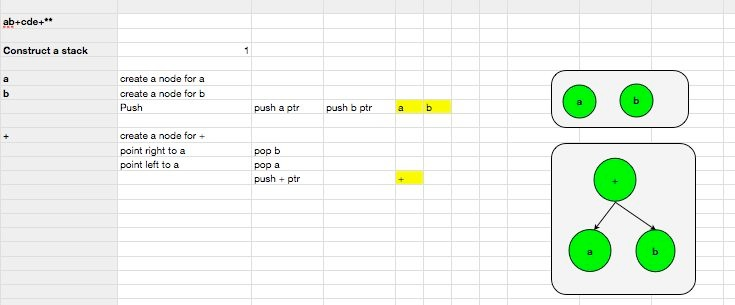 ab+cde+**
Construct a stack 1
a create a node for a
b create a node for b
Push push a ptr push b ptr a b
+ create a node for +
point right to a pop b
point left to a pop a
push + ptr +
a b
+
a b